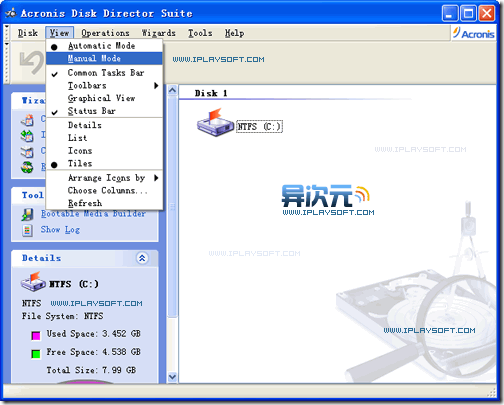 Acronis Disk Director Suite
Disk View Operations Wizards Tools Help
Acronis
Automatic Mode
Manual Mode
WWW.IPLAYSOFT.COM
Common Tasks Bar
Toolbars
Graphical View
Status Bar
Details
List
Icons
Tiles
Arrange Icons by
Choose Columns...
Refresh
Wiza
Disk 1
NTFS (C:)
WWW.IPLAYSOFT.COM
异次元
WWW.IPLAYSOFT.COM
Tool
Bootable Media Builder
Show Log
WWW.IPLAYSOFT.COM
Details
NTFS (C:)
NTFS WWW.IPLAYSOFT.COM
File System: NTFS
Used Space: 3.452 GB
WWW.IPLAYSOFT.COM
Free Space: 4.538 GB
Total Size: 7.99 GB